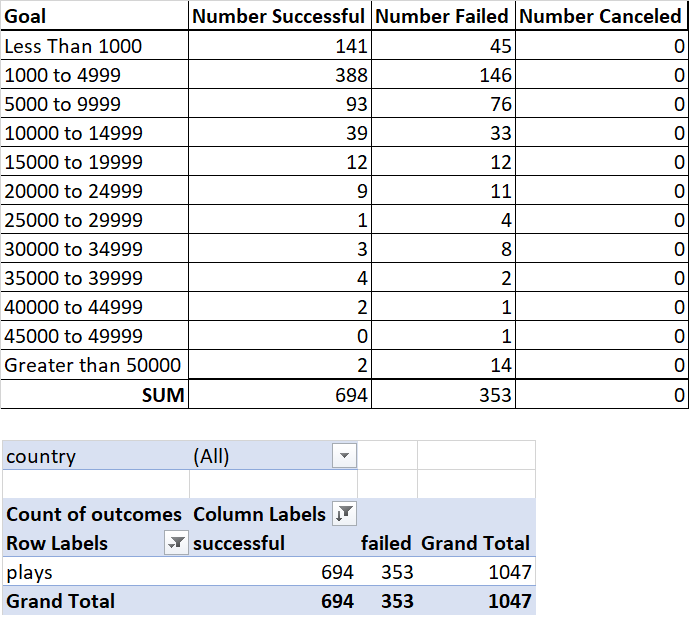 Goal Number Successful Number Failed Number Canceled
Less Than 1000 141 45 0
1000 to 4999 388 146 0
5000 to 9999 93 76 0
10000 to 14999 39 33 0
15000 to 19999 12 12 0
20000 to 24999 9 11 0
25000 to 29999 1 4 0
30000 to 34999 3 8 0
35000 to 39999 4 2 0
40000 to 44999 2 1 0
45000 to 49999 0 1 0
Greater than 50000 2 14 0
SUM 694 353 0
country (All)
Count of outcomes Column Labels
Row Labels successful failed Grand Total
plays 694 353 1047
Grand Total 694 353 1047